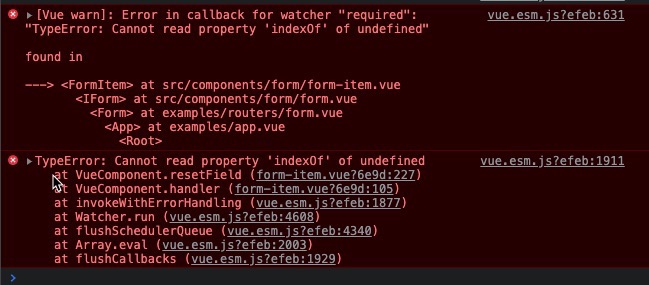 [Vue warn]: Error in callback for watcher "required": vue.esm.js?efeb:631
"TypeError: Cannot read property 'indexOf' of undefined"
found in
---> <FormItem> at src/components/form/form-item.vue
<IForm> at src/components/form/form.vue
<Form> at examples/routers/form.vue
<App> at examples/app.vue
<Root>
TypeError: Cannot read property 'indexOf' of undefined vue.esm.js?efeb:1911
at VueComponent.resetField (form-item.vue?6e9d:227)
at VueComponent.handler (form-item.vue?6e9d:105)
at invokeWithErrorHandling (vue.esm.js?efeb:1877)
at Watcher.run (vue.esm.js?efeb:4608)
at flushSchedulerQueue (vue.esm.js?efeb:4340)
at Array.eval (vue.esm.js?efeb:2003)
at flushCallbacks (vue.esm.js?efeb:1929)